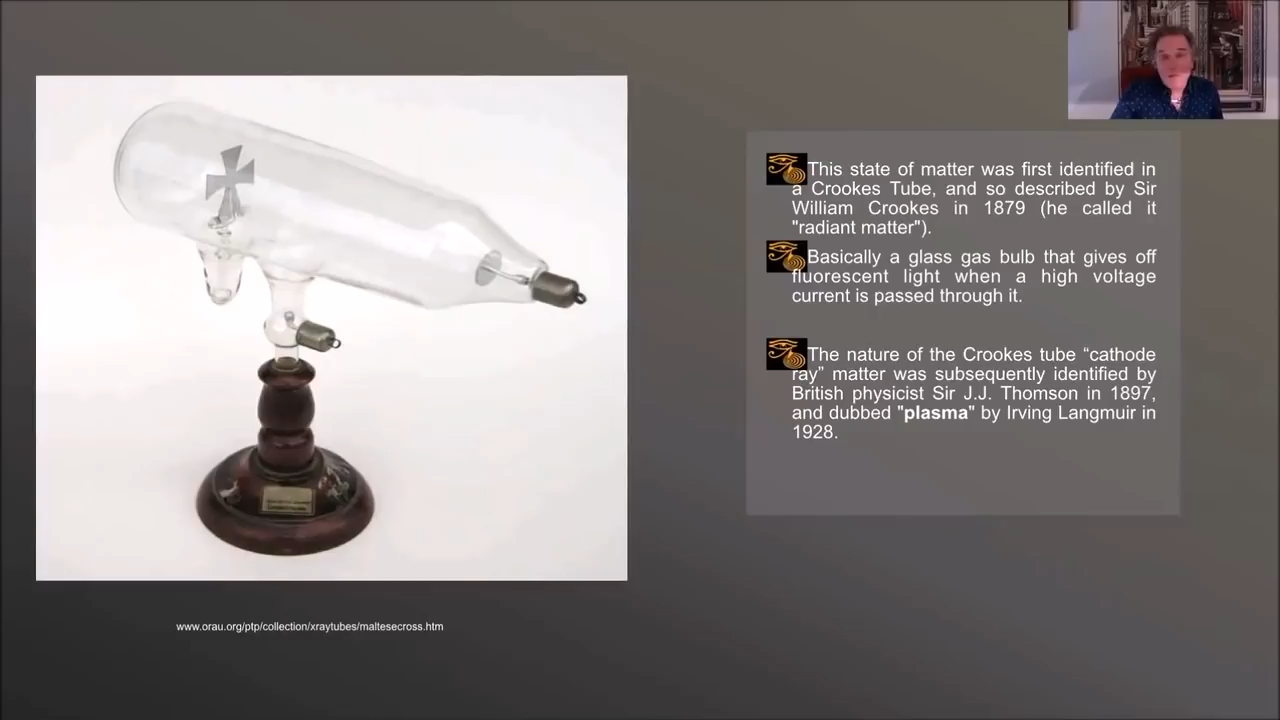 This state of matter was first identified in
a Crookes Tube, and so described by Sir
William Crookes in 1879 (he called it
"radiant matter").
Basically a glass gas bulb that gives off
fluorescent light when a high voltage
current is passed through it.
The nature of the Crookes tube “cathode
ray” matter was subsequently identified by
British physicist Sir J.J. Thomson in 1897,
and dubbed "plasma" by Irving Langmuir in
1928.
www.orau.org/ptp/collection/xraytubes/maltesecross.htm